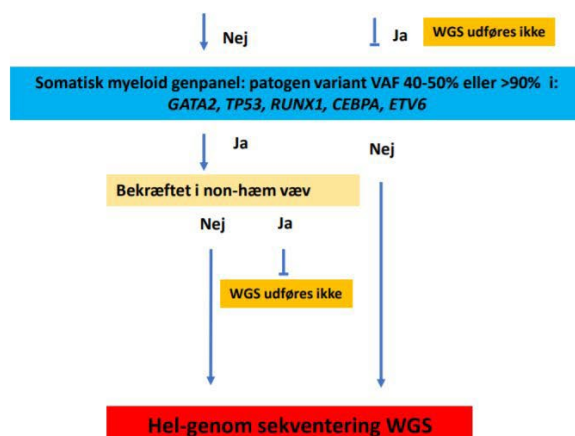 Nej
Ja
WGS udføres ikke
Somatisk myeloid genpanel: patogen variant VAF 40-50% eller >90% i:
GATA2, TP53, RUNX1, CEBPA, ETV6
Ja
Nej
Bekræftet i non-hæm væv
Nej
Ja
WGS udføres ikke
Hel-genom sekventering WGS